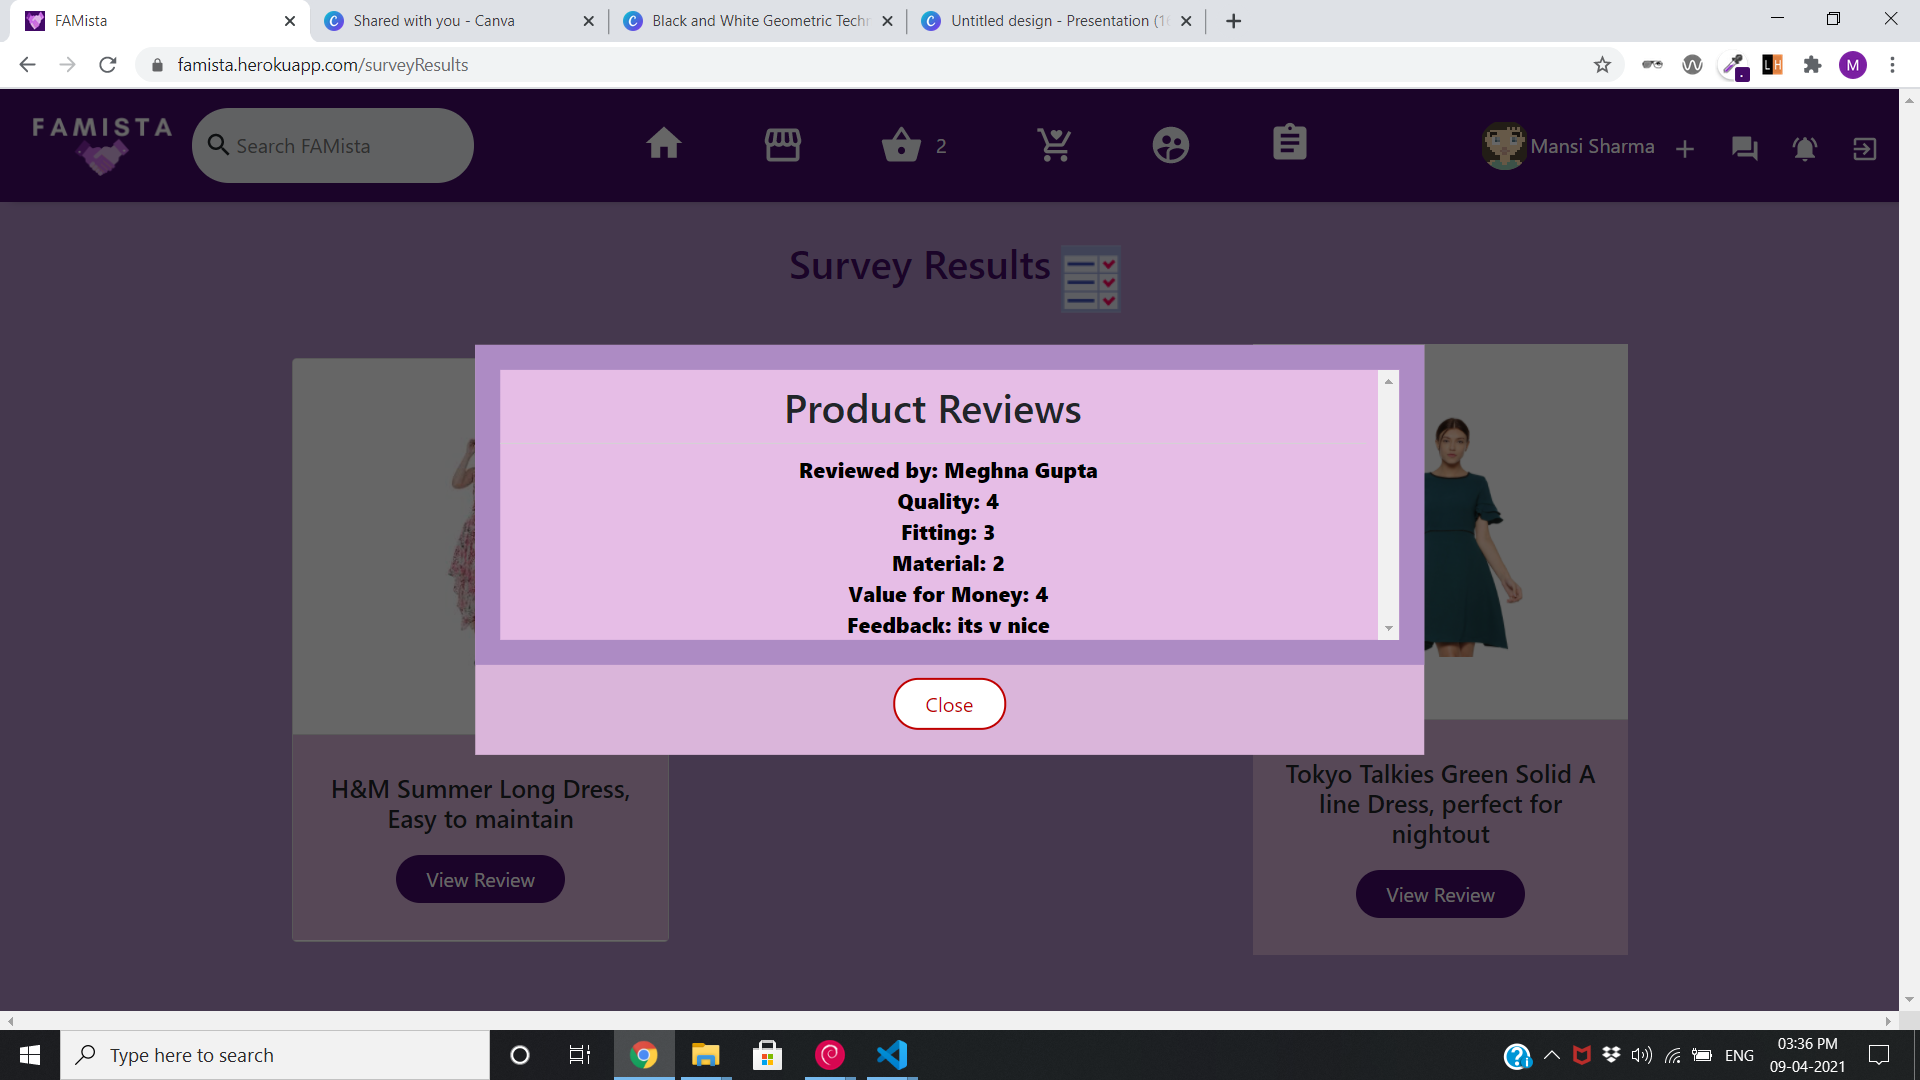 FAMista
Shared with you - Canva
Black and White Geometric Techn
Untitled design - Presentation (16
famista.herokuapp.com/surveyResults
LH
M
FAMISTA
Search FAMista
2
Mansi Sharma
Survey Results
Product Reviews
Reviewed by: Meghna Gupta
Quality: 4
Fitting: 3
Material: 2
Value for Money: 4
Feedback: its v nice
Close
H&M Summer Long Dress,
Easy to maintain
View Review
Tokyo Talkies Green Solid A
line Dress, perfect for
nightout
View Review
Type here to search
ENG
03:36 PM
09-04-2021